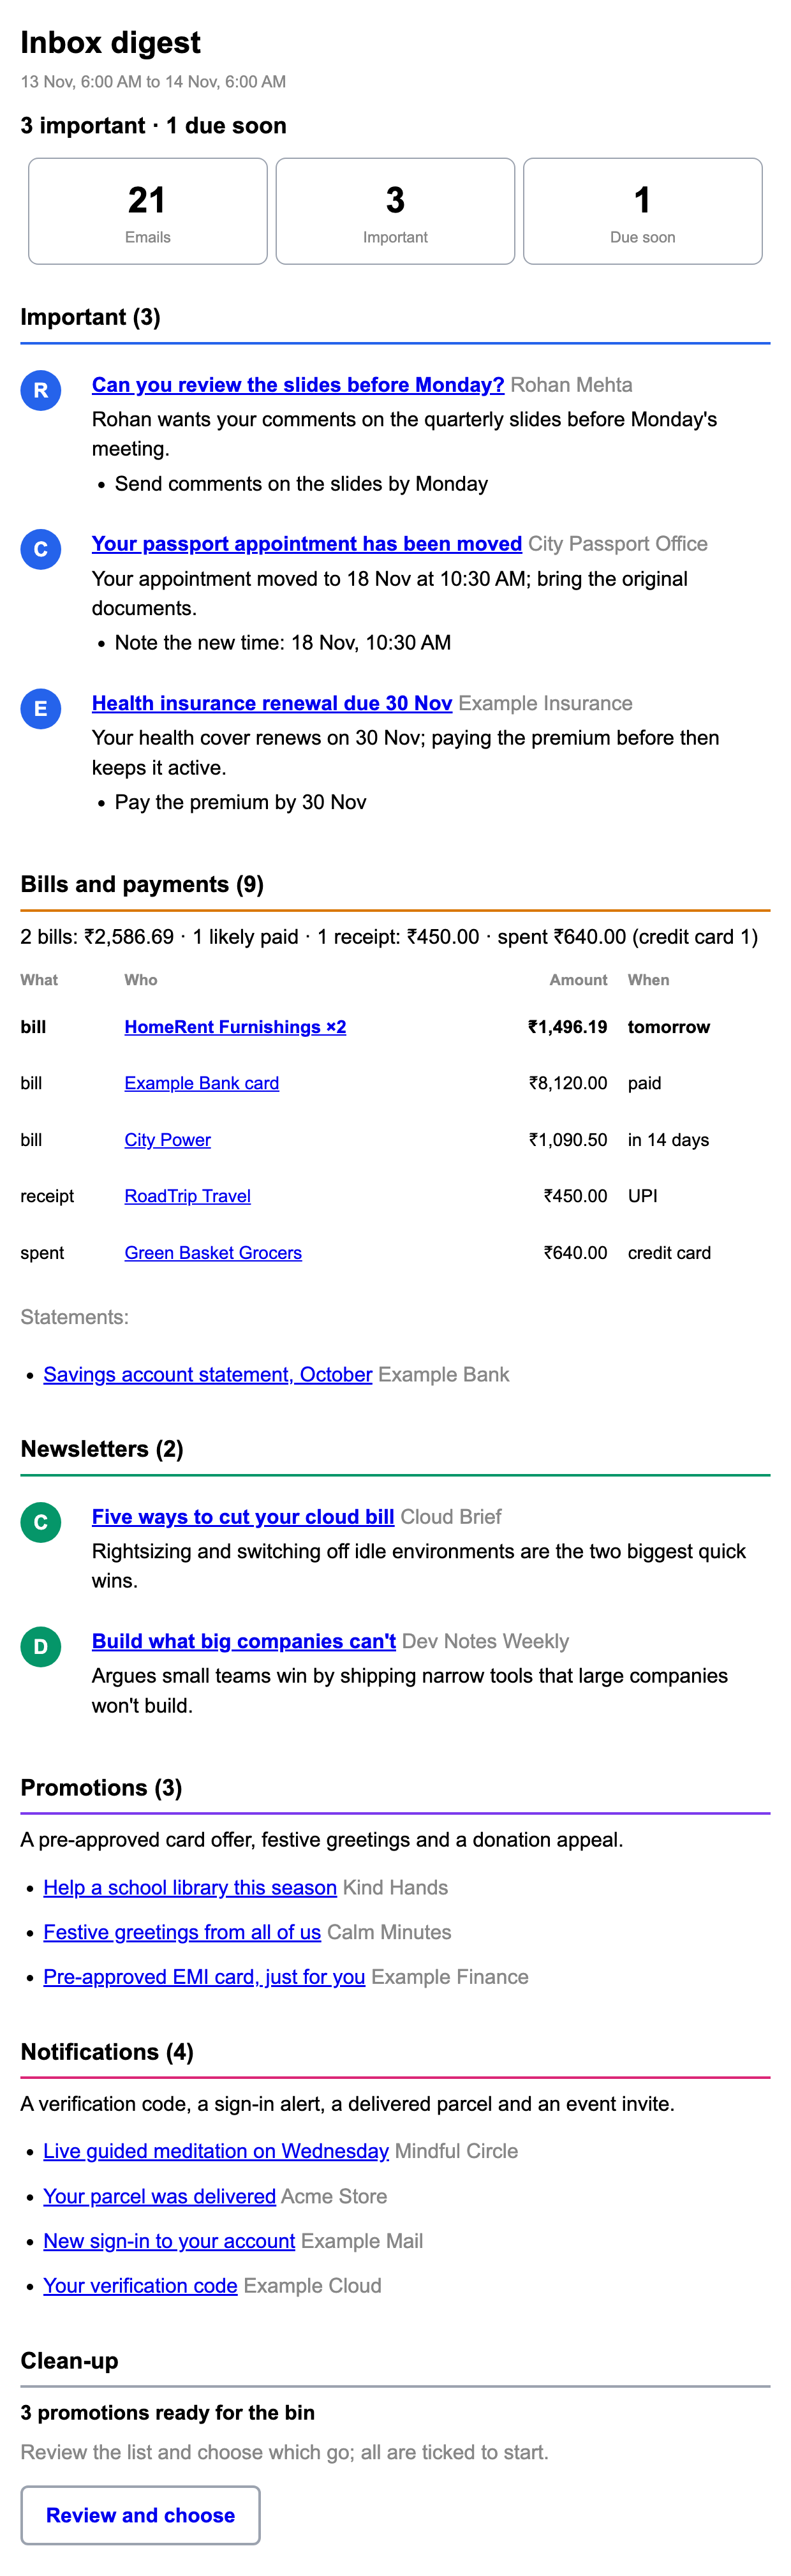 Inbox digest
13 Nov, 6:00 AM to 14 Nov, 6:00 AM
3 important · 1 due soon
21
Emails
3
Important
1
Due soon
Important (3)
R
Can you review the slides before Monday? Rohan Mehta
Rohan wants your comments on the quarterly slides before Monday's
meeting.
• Send comments on the slides by Monday
C
Your passport appointment has been moved City Passport Office
Your appointment moved to 18 Nov at 10:30 AM; bring the original
documents.
• Note the new time: 18 Nov, 10:30 AM
E
Health insurance renewal due 30 Nov Example Insurance
Your health cover renews on 30 Nov; paying the premium before then
keeps it active.
• Pay the premium by 30 Nov
Bills and payments (9)
2 bills: ₹2,586.69 · 1 likely paid · 1 receipt: ₹450.00 · spent ₹640.00 (credit card 1)
What Who Amount When
bill HomeRent Furnishings ×2 ₹1,496.19 tomorrow
bill Example Bank card ₹8,120.00 paid
bill City Power ₹1,090.50 in 14 days
receipt RoadTrip Travel ₹450.00 UPI
spent Green Basket Grocers ₹640.00 credit card
Statements:
• Savings account statement, October Example Bank
Newsletters (2)
C
Five ways to cut your cloud bill Cloud Brief
Rightsizing and switching off idle environments are the two biggest quick
wins.
D
Build what big companies can't Dev Notes Weekly
Argues small teams win by shipping narrow tools that large companies
won't build.
Promotions (3)
A pre-approved card offer, festive greetings and a donation appeal.
• Help a school library this season Kind Hands
• Festive greetings from all of us Calm Minutes
• Pre-approved EMI card, just for you Example Finance
Notifications (4)
A verification code, a sign-in alert, a delivered parcel and an event invite.
• Live guided meditation on Wednesday Mindful Circle
• Your parcel was delivered Acme Store
• New sign-in to your account Example Mail
• Your verification code Example Cloud
Clean-up
3 promotions ready for the bin
Review the list and choose which go; all are ticked to start.
Review and choose